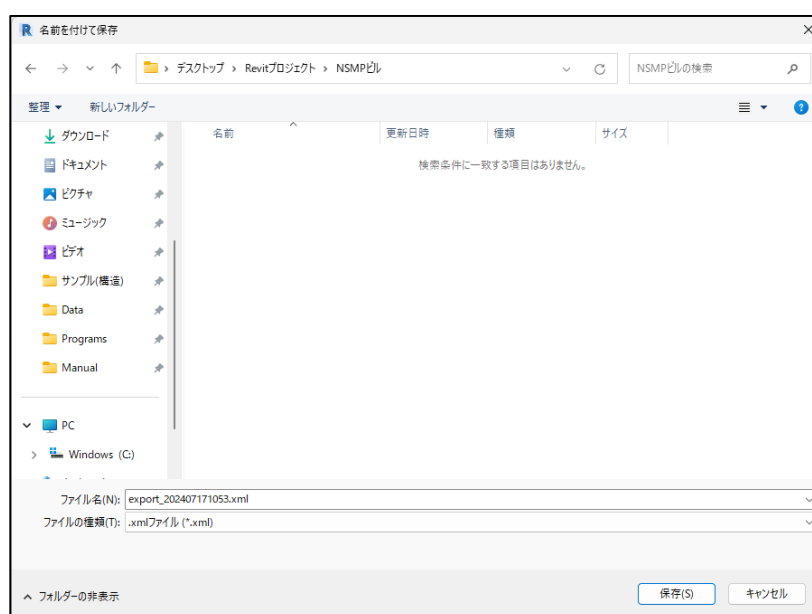 R 名前を付けて保存
デスクトップ › Revitプロジェクト › NSMPビル
NSMPビルの検索
整理 新しいフォルダー
名前 更新日時 種類 サイズ
検索条件に一致する項目はありません。
ダウンロード
ドキュメント
ピクチャ
ミュージック
ビデオ
サンプル(構造)
Data
Programs
Manual
PC
Windows (C:)
ファイル名(N): export_202407171053.xml
ファイルの種類(T): .xmlファイル (*.xml)
フォルダーの非表示
保存(S) キャンセル